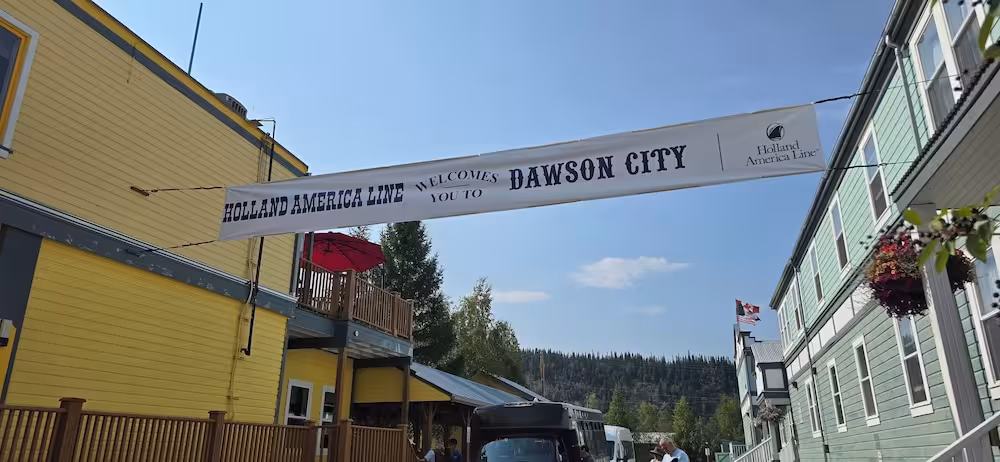 HOLLAND AMERICA LINE
WELCOMES
YOU TO
DAWSON CITY
Holland
America Line